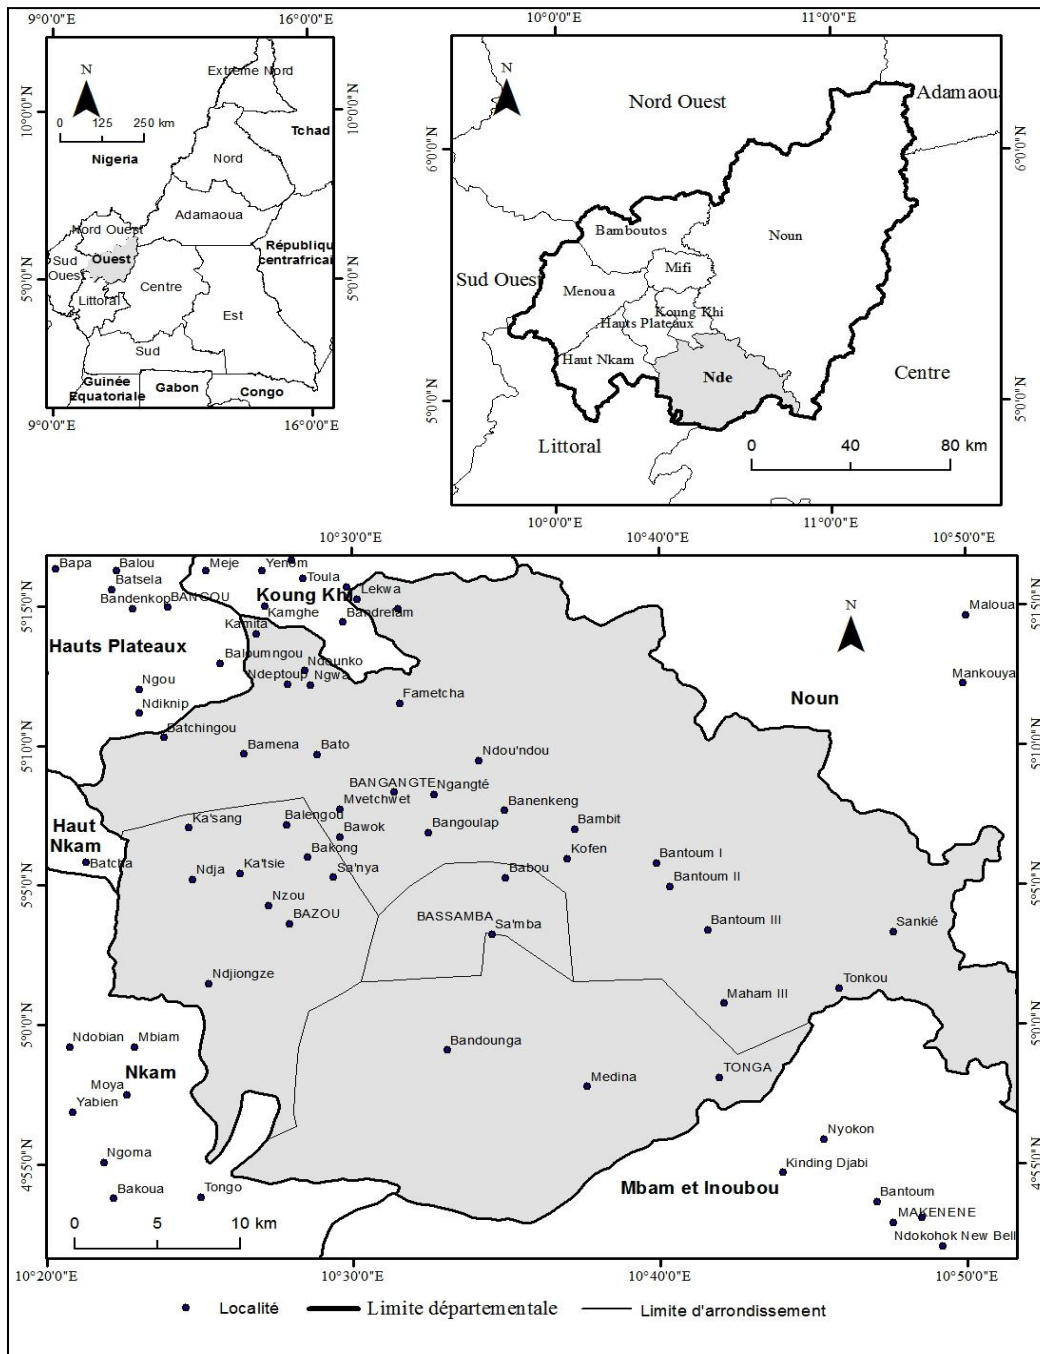 9°0'0"E
16°0'0"E
N
0 125 250 km
10°0'0"N
5°0'0"N
Extrême Nord
Tchad
Nigeria
Nord
Adamaoua
Nord Ouest
Ouest
Sud
Ouest
Républiqu
centrafricai
Centre
Littoral
Est
Sud
Guinée
Equatoriale
Gabon
Congo
10°0'0"N
5°0'0"N
9°0'0"E
16°0'0"E
10°0'0"E
11°0'0"E
N
6°0'0"N
5°0'0"N
Nord Ouest
Adamaoua
Bamboutos
Noun
Mifi
Sud Ouest
Menoua
Koung Khi
Hauts Plateaux
Haut Nkam
Nde
Centre
Littoral
0 40 80 km
6°0'0"N
5°0'0"N
10°0'0"E
11°0'0"E
10°30'0"E
10°40'0"E
10°50'0"E
Bapa
Balou
Meje
Yenom
Toula
Batsela
Koung Khi
Lekwa
Bandenkop
BANGOU
Kamghe
Bandrefam
Kamita
N
Maloua
Hauts Plateaux
Baloumngou
Ndounko
Ndeptoup
Ngwa
Ngou
Ndiknip
Fametcha
Noun
Mankouya
Batchingou
Bamena
Bato
Ndou'ndou
BANGANGTE
Ngangté
Mvetchwet
Banenkeng
Ka'sang
Balengou
Bawok
Bangoulap
Bambit
Haut
Nkam
Batcha
Ndja
Ka'tsie
Bakong
Sa'nya
Babou
Kofen
Bantoum I
Bantoum II
Nzou
BAZOU
BASSAMBA
Sa'mba
Bantoum III
Sankié
Ndjiongze
Maham III
Tonkou
Ndobian
Mbiam
Nkam
Bandounga
Medina
TONGA
Moya
Yabien
Nyokon
Ngoma
Kinding Djabi
Bakoua
Tongo
Mbam et Inoubou
Bantoum
MAKENENE
Ndokohok New Bell
0 5 10 km
5°15'0"N
5°10'0"N
5°5'0"N
5°0'0"N
4°55'0"N
5°15'0"N
5°10'0"N
5°5'0"N
5°0'0"N
4°55'0"N
10°20'0"E
10°30'0"E
10°40'0"E
10°50'0"E
Localité
Limite départementale
Limite d'arrondissement